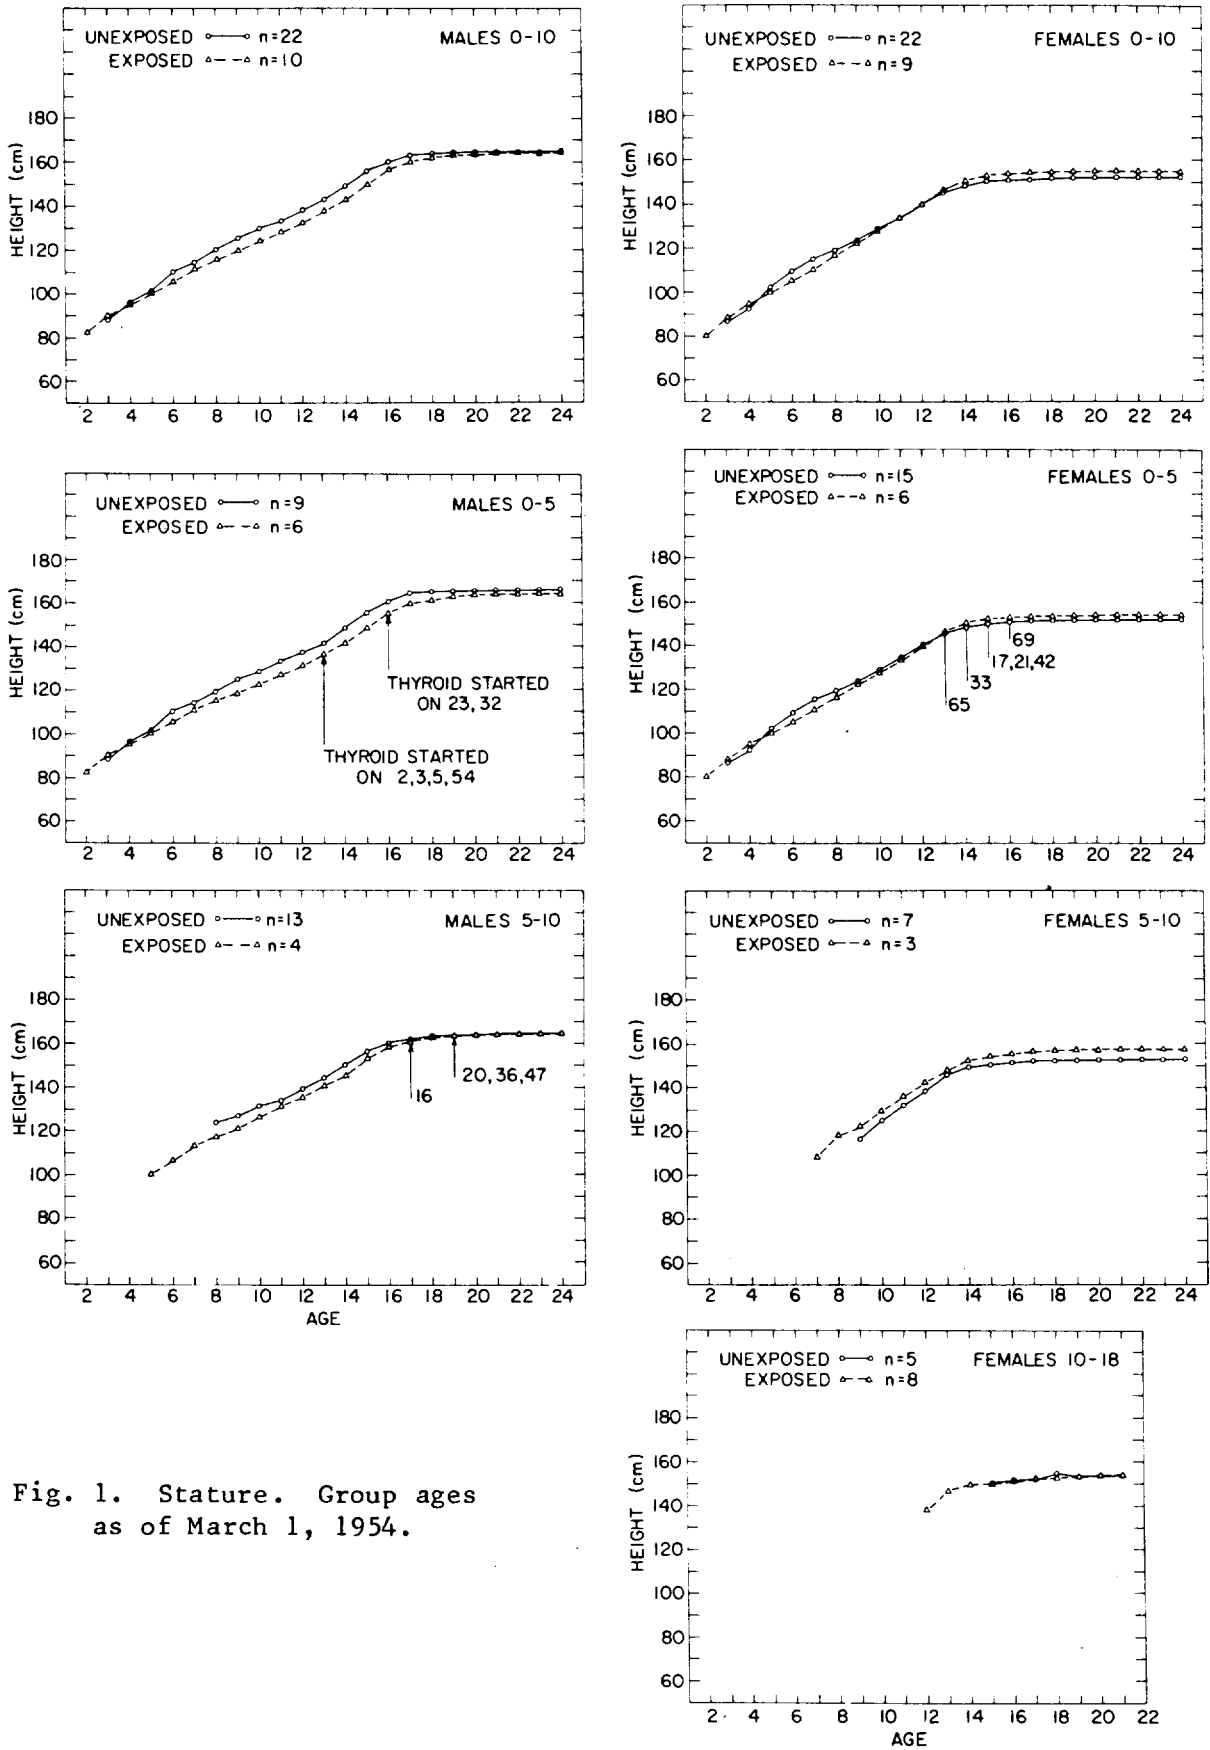 UNEXPOSED n=22 MALES 0-10
EXPOSED n=10
HEIGHT (cm)
180
160
140
120
100
80
60
2 4 6 8 10 12 14 16 18 20 22 24
UNEXPOSED n=22 FEMALES 0-10
EXPOSED n=9
HEIGHT (cm)
180
160
140
120
100
80
60
2 4 6 8 10 12 14 16 18 20 22 24
UNEXPOSED n=9 MALES 0-5
EXPOSED n=6
HEIGHT (cm)
180
160
140
120
100
80
60
THYROID STARTED
ON 23, 32
THYROID STARTED
ON 2,3,5,54
2 4 6 8 10 12 14 16 18 20 22 24
UNEXPOSED n=15 FEMALES 0-5
EXPOSED n=6
HEIGHT (cm)
180
160
140
120
100
80
60
69
17,21,42
33
65
2 4 6 8 10 12 14 16 18 20 22 24
UNEXPOSED n=13 MALES 5-10
EXPOSED n=4
HEIGHT (cm)
180
160
140
120
100
80
60
20,36,47
16
2 4 6 8 10 12 14 16 18 20 22 24
AGE
UNEXPOSED n=7 FEMALES 5-10
EXPOSED n=3
HEIGHT (cm)
180
160
140
120
100
80
60
2 4 6 8 10 12 14 16 18 20 22 24
UNEXPOSED n=5 FEMALES 10-18
EXPOSED n=8
HEIGHT (cm)
180
160
140
120
100
80
60
2 4 6 8 10 12 14 16 18 20 21 22
AGE
Fig. 1. Stature. Group ages
as of March 1, 1954.